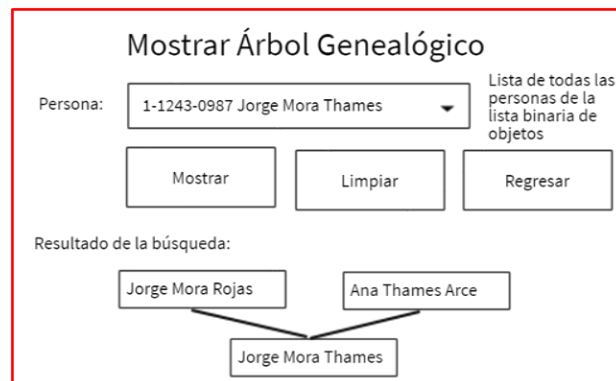 Mostrar Árbol Genealógico
Persona:
1-1243-0987 Jorge Mora Thames
Lista de todas las
personas de la
lista binaria de
objetos
Mostrar
Limpiar
Regresar
Resultado de la búsqueda:
Jorge Mora Rojas
Ana Thames Arce
Jorge Mora Thames